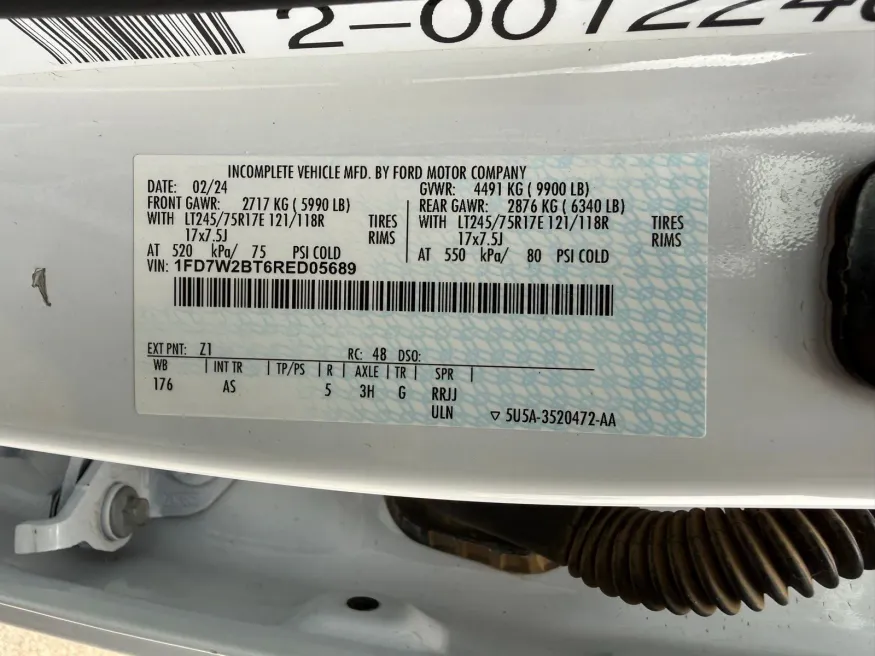 2-0012248
INCOMPLETE VEHICLE MFD. BY FORD MOTOR COMPANY
DATE: 02/24 GVWR: 4491 KG ( 9900 LB)
FRONT GAWR: 2717 KG ( 5990 LB) REAR GAWR: 2876 KG ( 6340 LB)
WITH LT245/75R17E 121/118R TIRES WITH LT245/75R17E 121/118R TIRES
17x7.5J RIMS 17x7.5J RIMS
AT 520 kPa/ 75 PSI COLD AT 550 kPa/ 80 PSI COLD
VIN: 1FD7W2BT6RED05689
EXT PNT: Z1 RC: 48 DSO:
WB | INT TR | TP/PS | R | AXLE | TR | SPR |
176 AS 5 3H G RRJJ
ULN ▽ 5U5A-3520472-AA